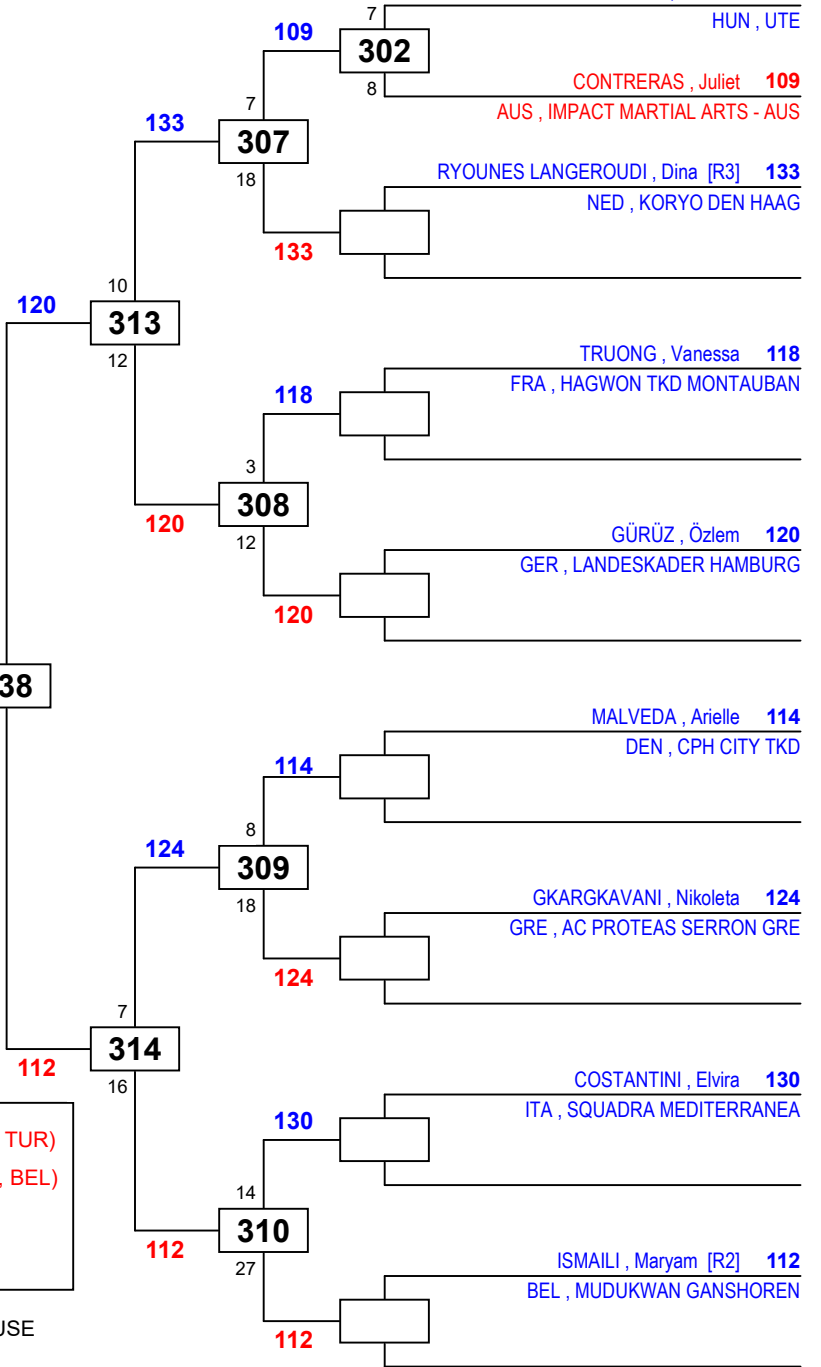 7
HUN , UTE
109
302
8
CONTRERAS , Juliet 109
AUS , IMPACT MARTIAL ARTS - AUS
7
133
307
18
RYOUNES LANGEROUDI , Dina [R3] 133
NED , KORYO DEN HAAG
133
10
120
313
12
TRUONG , Vanessa 118
FRA , HAGWON TKD MONTAUBAN
118
3
308
120
12
GÜRÜZ , Özlem 120
GER , LANDESKADER HAMBURG
120
38
MALVEDA , Arielle 114
DEN , CPH CITY TKD
114
8
124
309
18
GKARGKAVANI , Nikoleta 124
GRE , AC PROTEAS SERRON GRE
124
7
314
112
16
COSTANTINI , Elvira 130
ITA , SQUADRA MEDITERRANEA
130
TUR)
, BEL)
14
310
112
27
ISMAILI , Maryam [R2] 112
BEL , MUDUKWAN GANSHOREN
USE
112